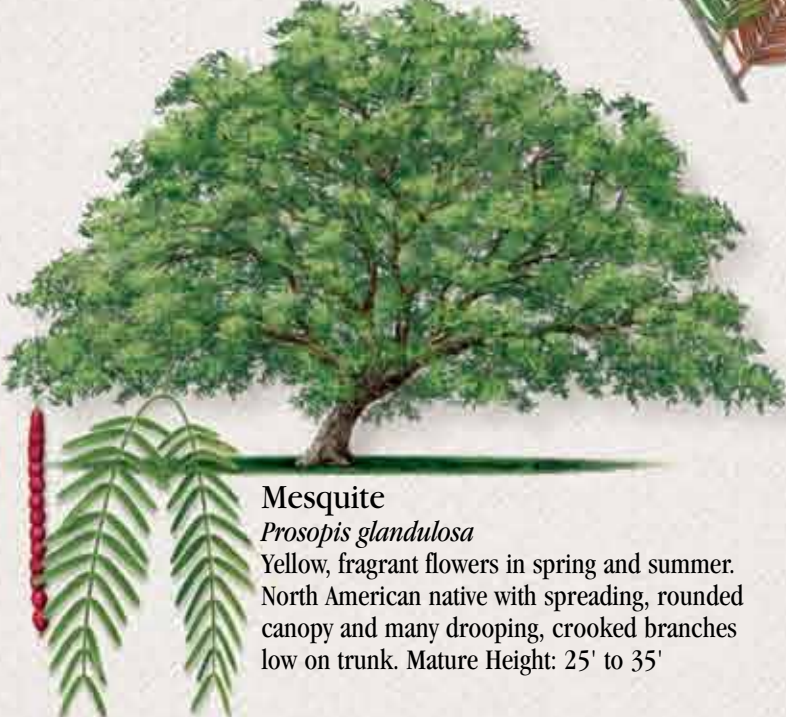 Mesquite
Prosopis glandulosa
Yellow, fragrant flowers in spring and summer.
North American native with spreading, rounded
canopy and many drooping, crooked branches
low on trunk. Mature Height: 25' to 35'